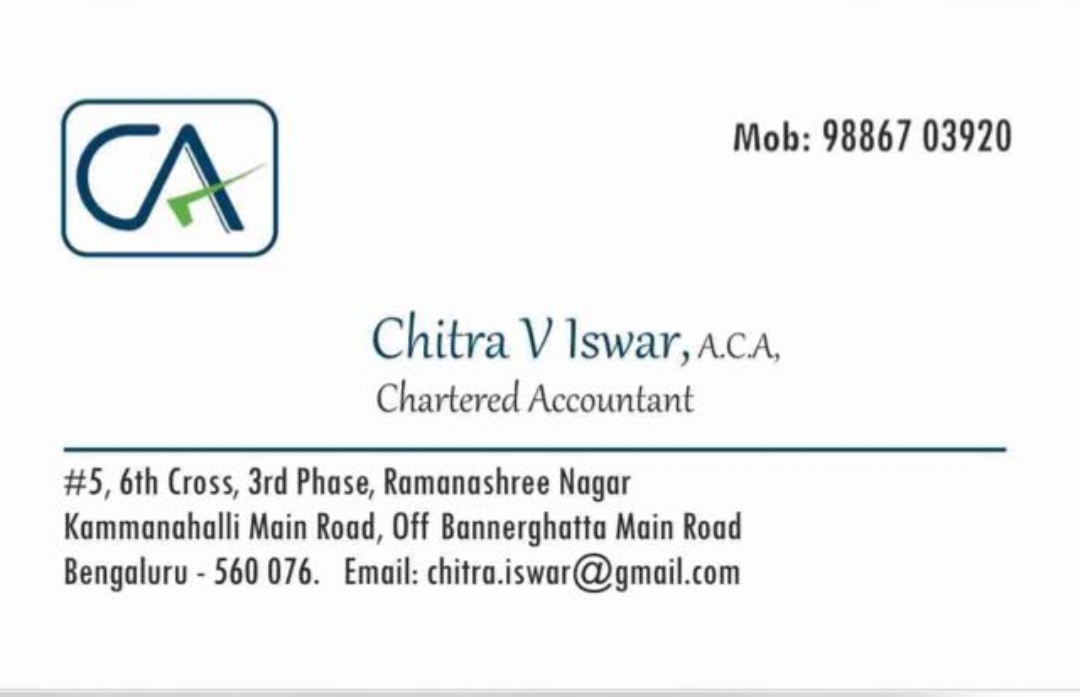 CA
Mob: 98867 03920
Chitra V Iswar, A.C.A,
Chartered Accountant
#5, 6th Cross, 3rd Phase, Ramanashree Nagar
Kammanahalli Main Road, Off Bannerghatta Main Road
Bengaluru - 560 076. Email: chitra.iswar@gmail.com